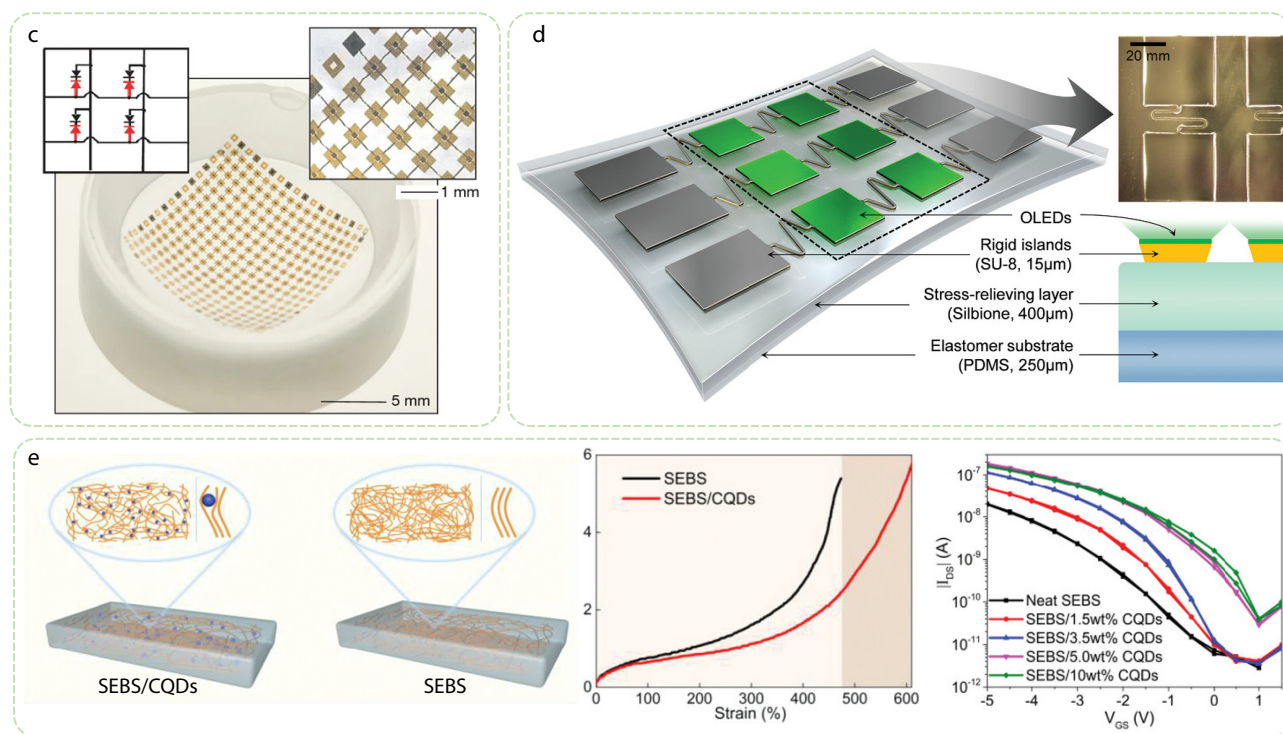 c
1 mm
5 mm
d
20 mm
OLEDs
Rigid islands
(SU-8, 15μm)
Stress-relieving layer
(Silbione, 400μm)
Elastomer substrate
(PDMS, 250μm)
e
SEBS/CQDs
SEBS
6
4
2
0
SEBS
SEBS/CQDs
0 100 200 300 400 500 600
Strain (%)
10⁻⁷
10⁻⁸
10⁻⁹
10⁻¹⁰
10⁻¹¹
10⁻¹²
|I_DS| (A)
Neat SEBS
SEBS/1.5wt% CQDs
SEBS/3.5wt% CQDs
SEBS/5.0wt% CQDs
SEBS/10wt% CQDs
-5 -4 -3 -2 -1 0 1
V_GS (V)